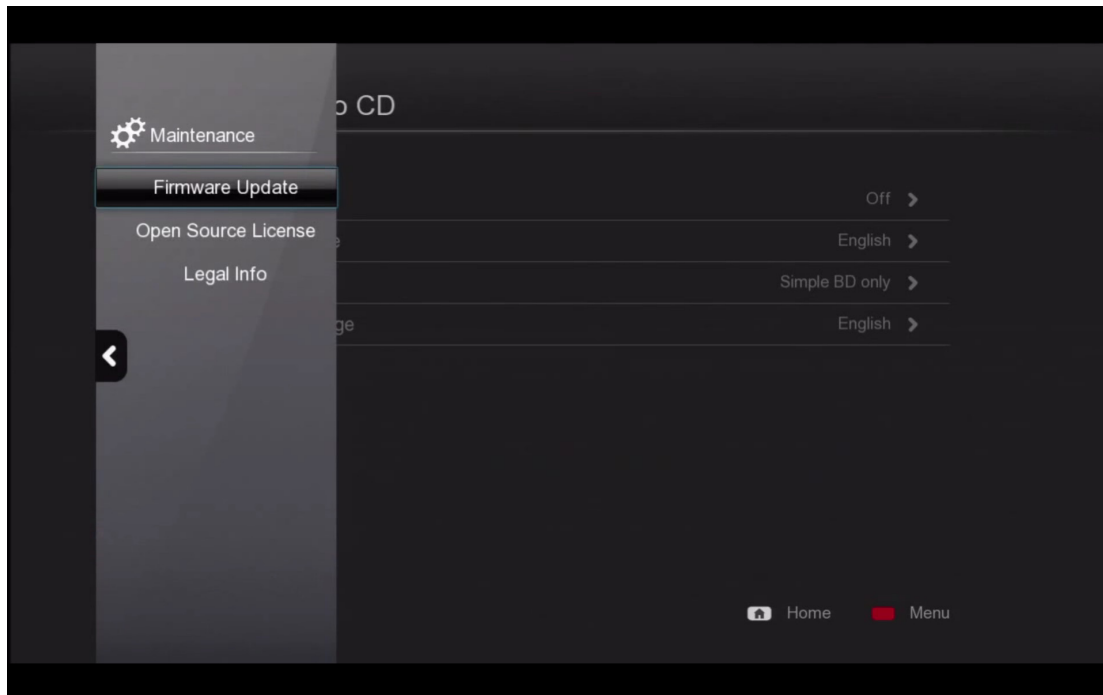 o CD
Maintenance
Firmware Update
Off
Open Source License
e English
Legal Info
Simple BD only
ge English
Home Menu